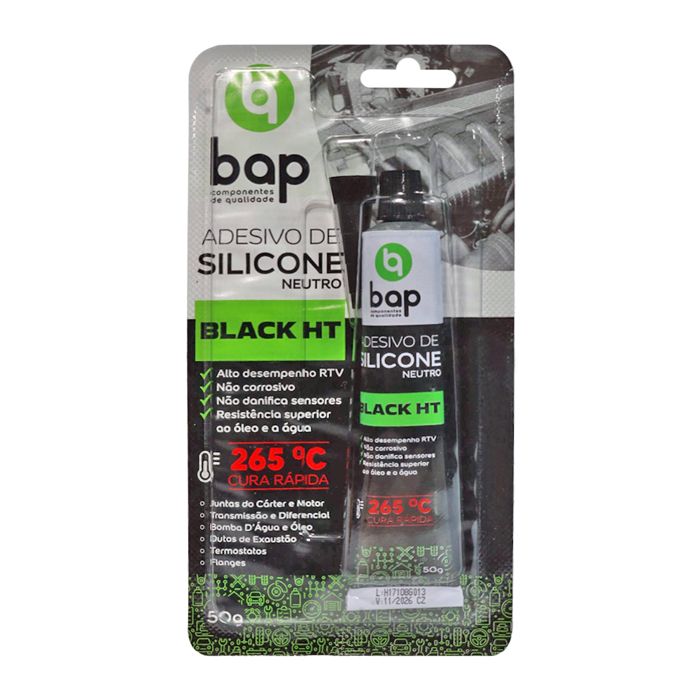 bap
componentes
de qualidade
ADESIVO DE
SILICONE
NEUTRO
BLACK HT
Alto desempenho RTV
Não corrosivo
Não danifica sensores
Resistência superior
ao óleo e a água
265 ºC
CURA RÁPIDA
Juntas do Cárter e Motor
Transmissão e Diferencial
Bomba D'Água e Óleo
Dutos de Exaustão
Termostatos
Flanges
50g
bap
componentes
de qualidade
ADESIVO DE
SILICONE
NEUTRO
BLACK HT
Alto desempenho RTV
Não corrosivo
Não danifica sensores
Resistência superior
ao óleo e a água
265 ºC
CURA RÁPIDA
50g
L H171086013
V 11/2026 C2